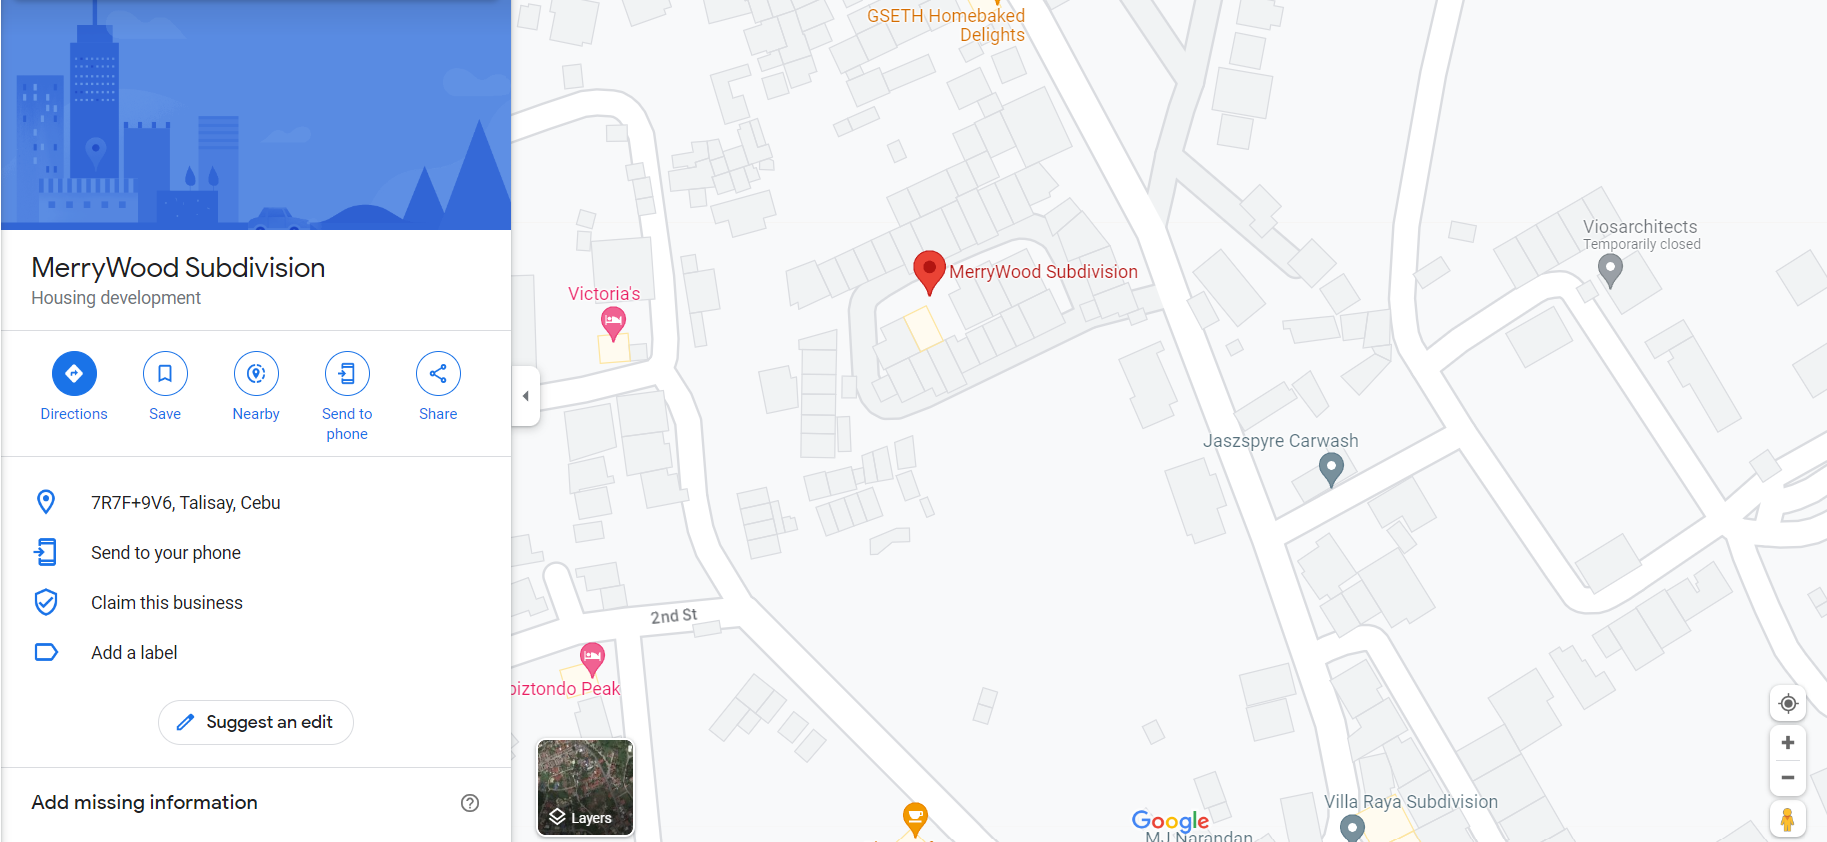 MerryWood Subdivision
Housing development
Directions
Save
Nearby
Send to
phone
Share
7R7F+9V6, Talisay, Cebu
Send to your phone
Claim this business
Add a label
Suggest an edit
Add missing information
GSETH Homebaked
Delights
Viosarchitects
Temporarily closed
MerryWood Subdivision
Victoria's
Jaszspyre Carwash
2nd St
biztondo Peak
Layers
Villa Raya Subdivision
Google
MJ Narandan